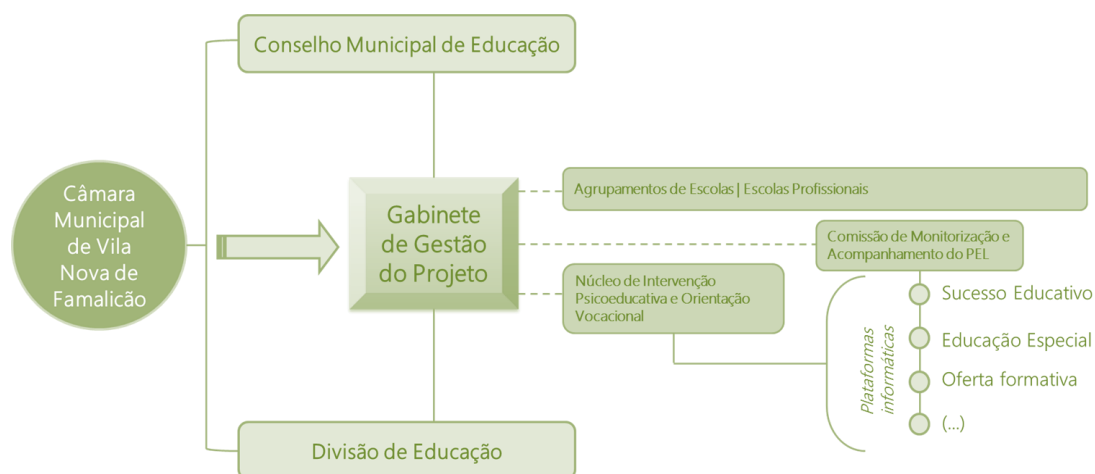 Conselho Municipal de Educação
Câmara
Municipal
de Vila
Nova de
Famalicão
Gabinete
de Gestão
do Projeto
Agrupamentos de Escolas | Escolas Profissionais
Comissão de Monitorização e
Acompanhamento do PEL
Núcleo de Intervenção
Psicoeducativa e Orientação
Vocacional
Plataformas
informáticas
Sucesso Educativo
Educação Especial
Oferta formativa
(...)
Divisão de Educação